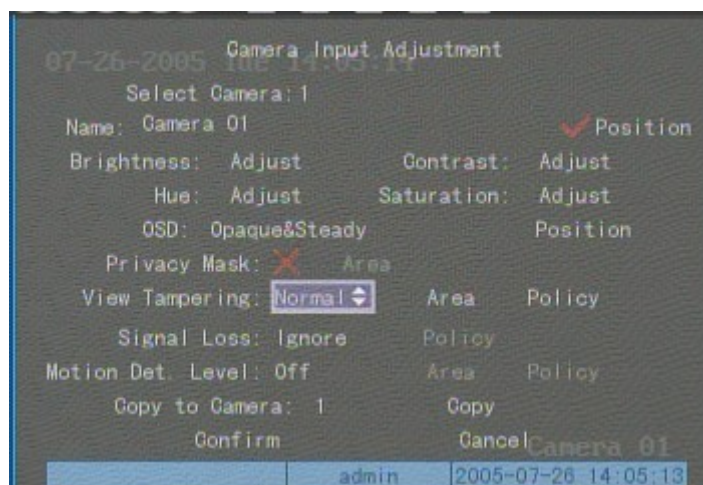 Camera Input Adjustment
07-26-2005 Tue 14:05:14
Select Camera: 1
Name: Camera 01 Position
Brightness: Adjust Contrast: Adjust
Hue: Adjust Saturation: Adjust
OSD: Opaque&Steady Position
Privacy Mask: Area
View Tampering: Normal Area Policy
Signal Loss: Ignore Policy
Motion Det. Level: Off Area Policy
Copy to Camera: 1 Copy
Confirm Cancel
Camera 01
admin 2005-07-26 14:05:13